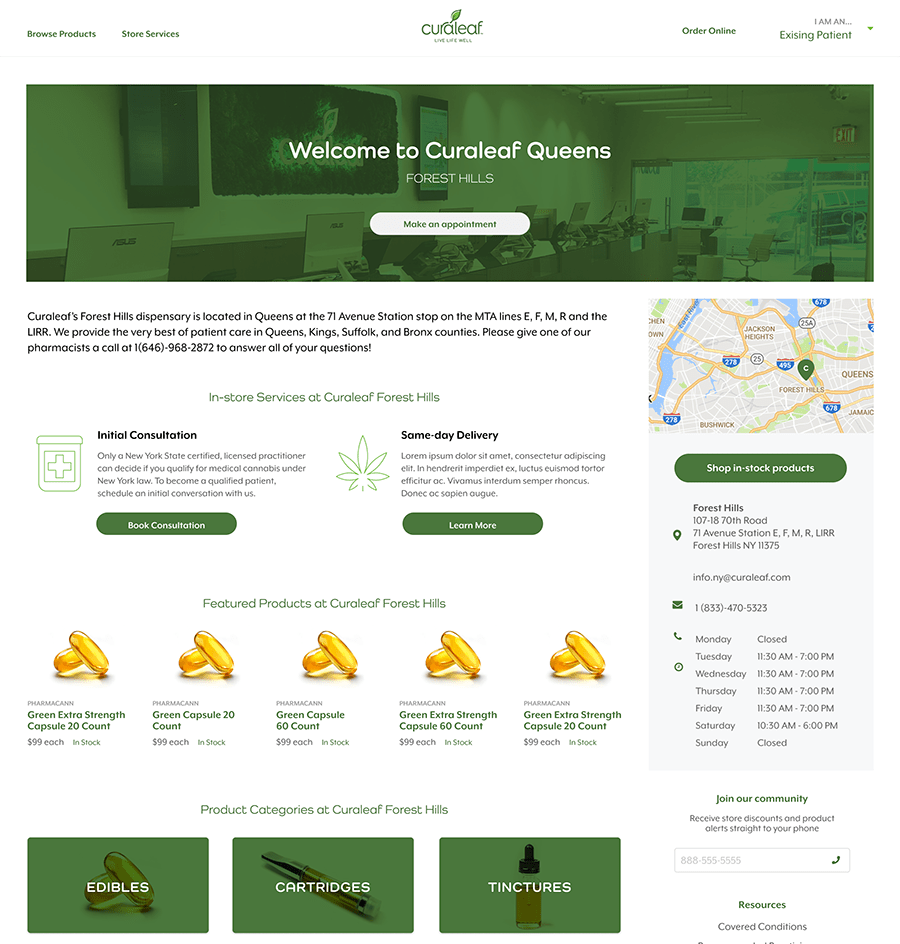 Browse Products
Store Services
curaleaf
LIVE LIFE WELL
Order Online
I AM AN...
Exising Patient
EXIT
Welcome to Curaleaf Queens
FOREST HILLS
Make an appointment
ASUS
ASUS
Curaleaf's Forest Hills dispensary is located in Queens at the 71 Avenue Station stop on the MTA lines E, F, M, R and the
LIRR. We provide the very best of patient care in Queens, Kings, Suffolk, and Bronx counties. Please give one of our
pharmacists a call at 1(646)-968-2872 to answer all of your questions!
In-store Services at Curaleaf Forest Hills
Initial Consultation
Only a New York State certified, licensed practitioner
can decide if you qualify for medical cannabis under
New York law. To become a qualified patient,
schedule an initial conversation with us.
Book Consultation
Same-day Delivery
Lorem ipsum dolor sit amet, consectetur adipiscing
elit. In hendrerit imperdiet ex, luctus euismod tortor
efficitur ac. Vivamus interdum semper rhoncus.
Donec ac sapien augue.
Learn More
Featured Products at Curaleaf Forest Hills
PHARMACANN
Green Extra Strength
Capsule 20 Count
$99 each In Stock
PHARMACANN
Green Capsule 20
Count
$99 each In Stock
PHARMACANN
Green Capsule
60 Count
$99 each In Stock
PHARMACANN
Green Extra Strength
Capsule 60 Count
$99 each In Stock
PHARMACANN
Green Extra Strength
Capsule 20 Count
$99 each In Stock
Product Categories at Curaleaf Forest Hills
EDIBLES
CARTRIDGES
TINCTURES
678
25A
East River
JACKSON
HEIGHTS
278
25
495
C
QUEENS
FOREST HILLS
678
278
BUSHWICK
Shop in-stock products
Forest Hills
107-18 70th Road
71 Avenue Station E, F, M, R, LIRR
Forest Hills NY 11375
info.ny@curaleaf.com
1 (833)-470-5323
Monday Closed
Tuesday 11:30 AM - 7:00 PM
Wednesday 11:30 AM - 7:00 PM
Thursday 11:30 AM - 7:00 PM
Friday 11:30 AM - 7:00 PM
Saturday 10:30 AM - 6:00 PM
Sunday Closed
Join our community
Receive store discounts and product
alerts straight to your phone
888-555-5555
Resources
Covered Conditions